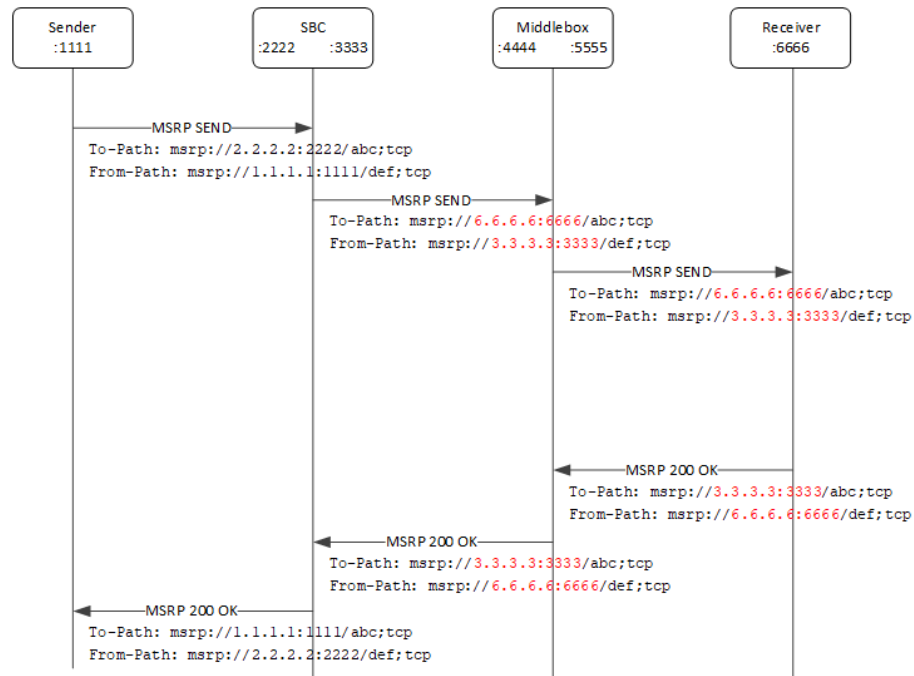 Sender
:1111
SBC
:2222 :3333
Middlebox
:4444 :5555
Receiver
:6666
MSRP SEND
To-Path: msrp://2.2.2.2:2222/abc;tcp
From-Path: msrp://1.1.1.1:1111/def;tcp
MSRP SEND
To-Path: msrp://6.6.6.6:6666/abc;tcp
From-Path: msrp://3.3.3.3:3333/def;tcp
MSRP SEND
To-Path: msrp://6.6.6.6:6666/abc;tcp
From-Path: msrp://3.3.3.3:3333/def;tcp
MSRP 200 OK
To-Path: msrp://3.3.3.3:3333/abc;tcp
From-Path: msrp://6.6.6.6:6666/def;tcp
MSRP 200 OK
To-Path: msrp://3.3.3.3:3333/abc;tcp
From-Path: msrp://6.6.6.6:6666/def;tcp
MSRP 200 OK
To-Path: msrp://1.1.1.1:1111/abc;tcp
From-Path: msrp://2.2.2.2:2222/def;tcp